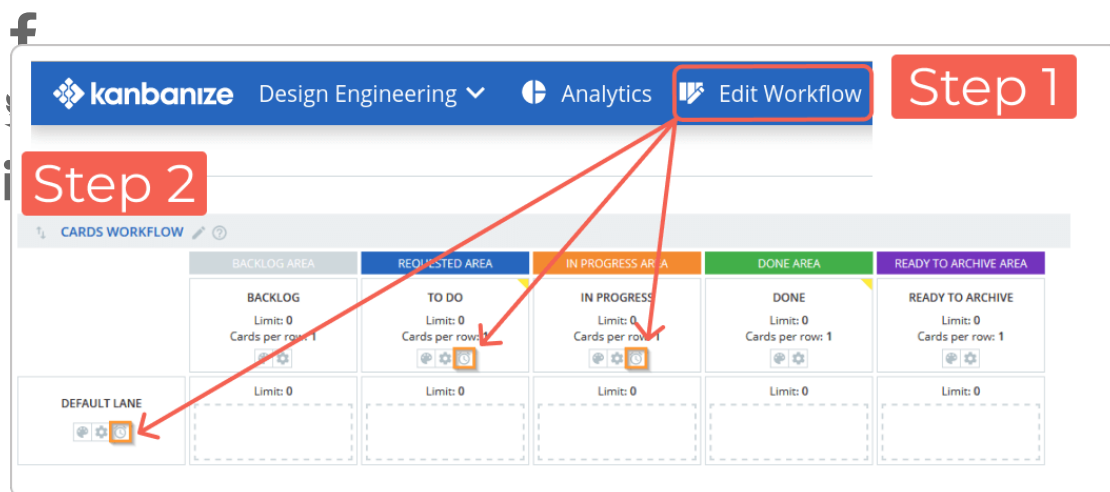 f
kanbanize Design Engineering Analytics Edit Workflow Step 1
Step 2
CARDS WORKFLOW
BACKLOG AREA REQUESTED AREA IN PROGRESS AREA DONE AREA READY TO ARCHIVE AREA
BACKLOG TO DO IN PROGRESS DONE READY TO ARCHIVE
Limit: 0 Limit: 0 Limit: 0 Limit: 0 Limit: 0
Cards per row: 1 Cards per row: 1 Cards per row: 1 Cards per row: 1 Cards per row: 1
DEFAULT LANE
Limit: 0 Limit: 0 Limit: 0 Limit: 0 Limit: 0